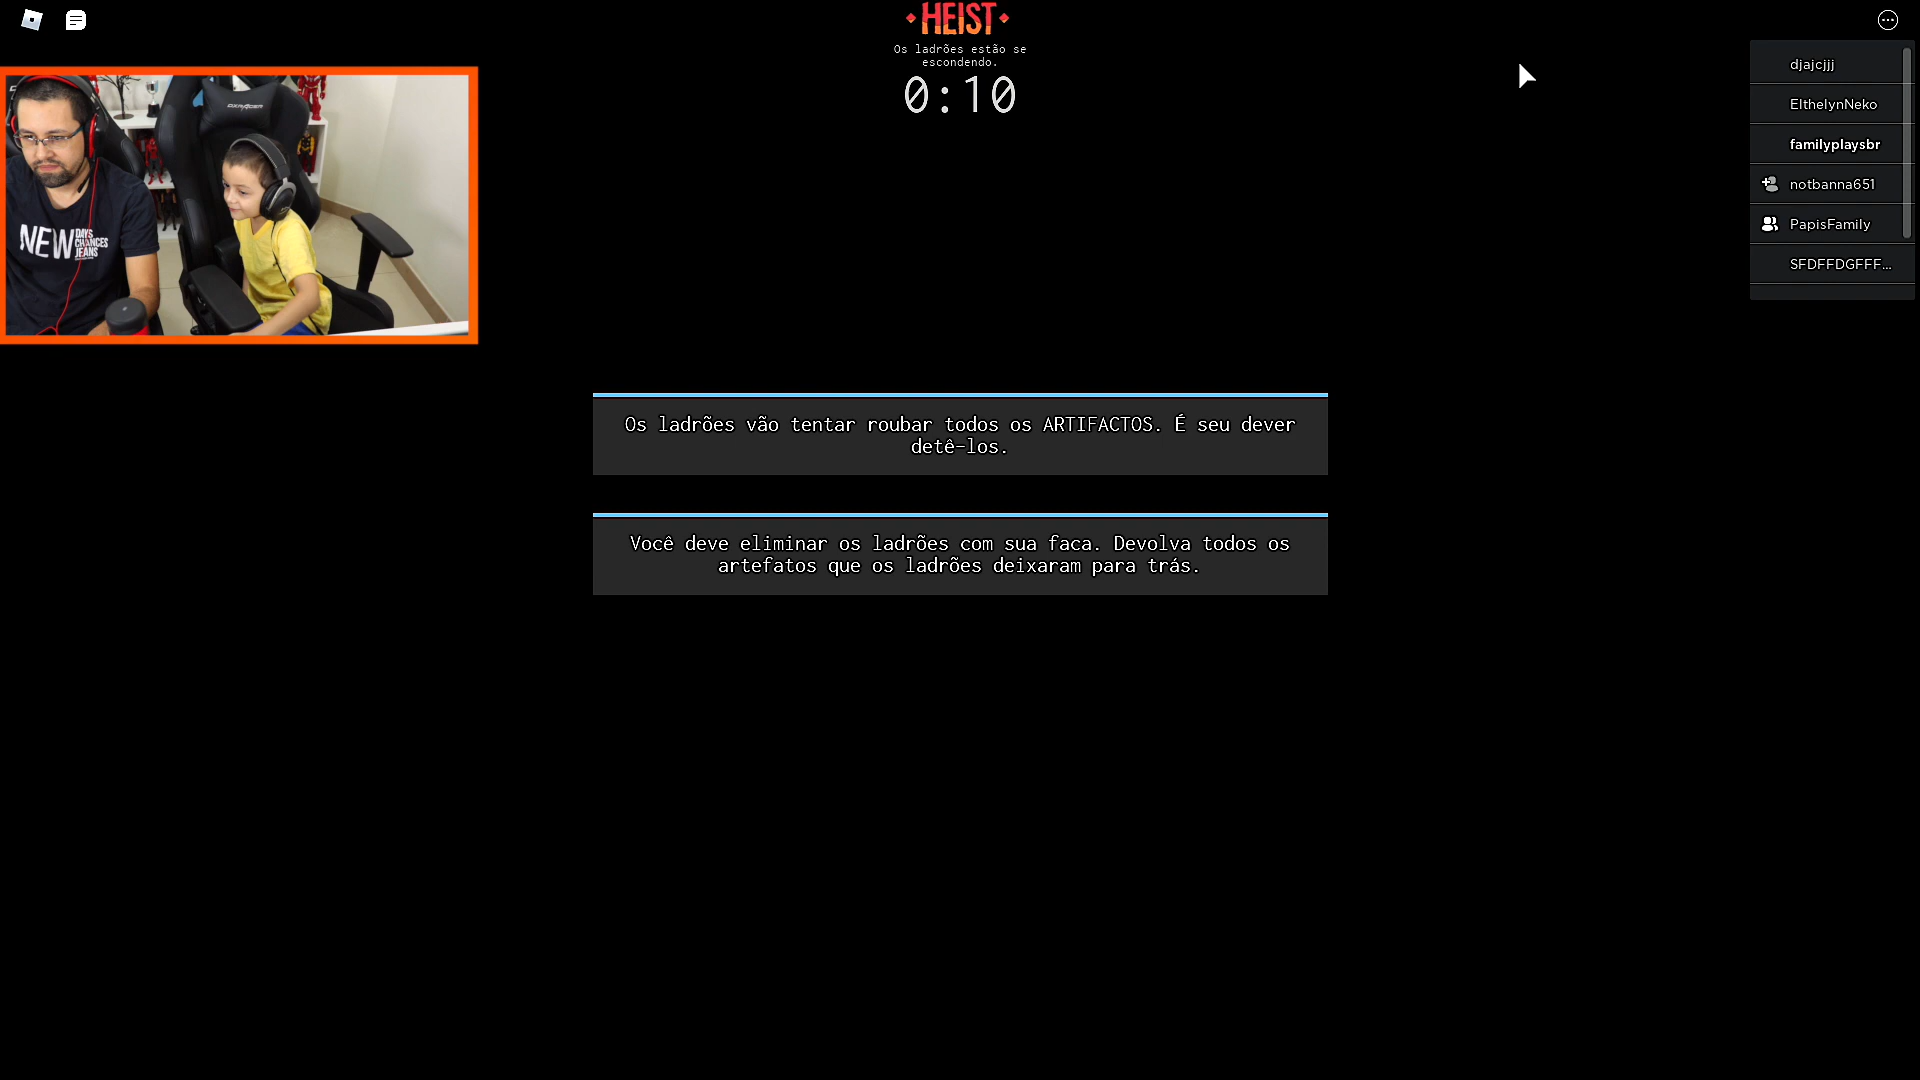 HEIST
Os ladrões estão se
escondendo.
0:10
djajcjjj
ElthelynNeko
familyplaysbr
notbanna651
PapisFamily
SFDFFDGFFF...
DXRACER
NEW
DAYS
CHANCES
JEANS
Os ladrões vão tentar roubar todos os ARTIFACTOS. É seu dever
detê-los.
Você deve eliminar os ladrões com sua faca. Devolva todos os
artefatos que os ladrões deixaram para trás.